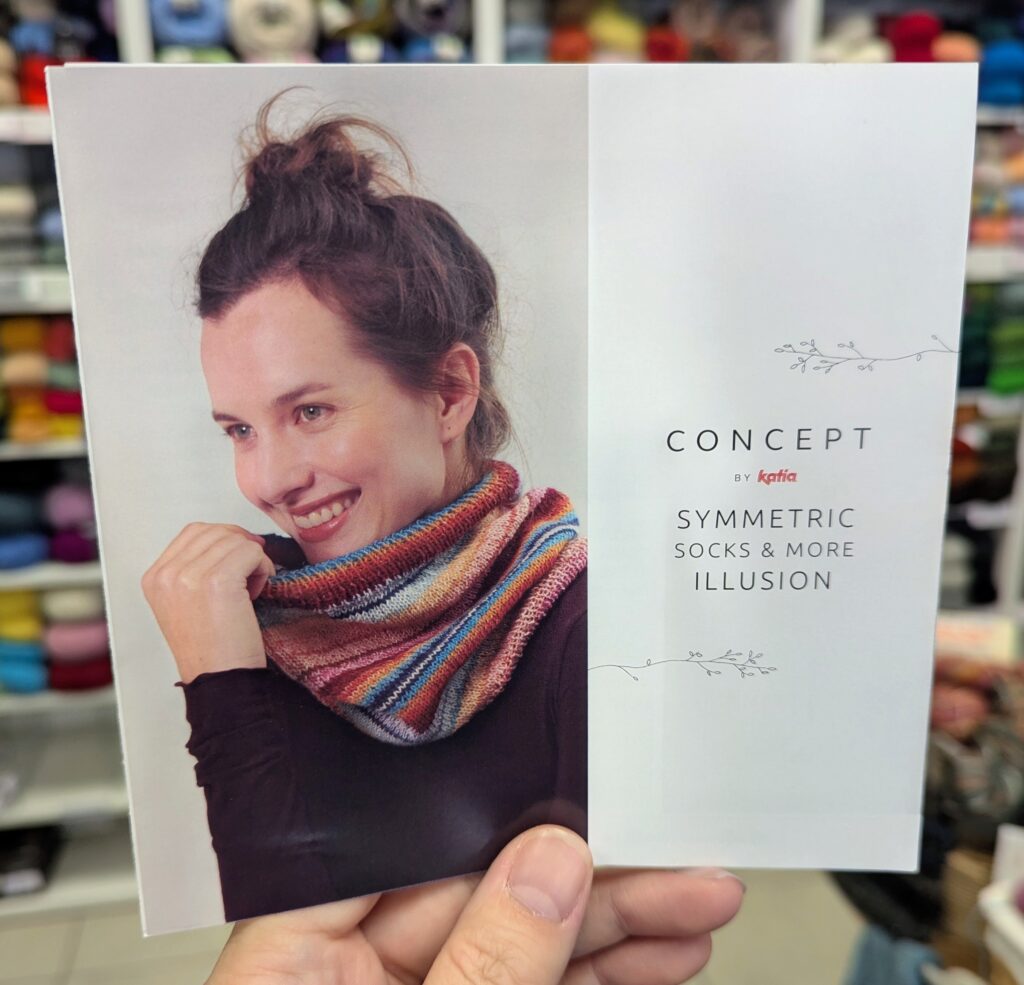 CONCEPT
BY katia
SYMMETRIC
SOCKS & MORE
ILLUSION